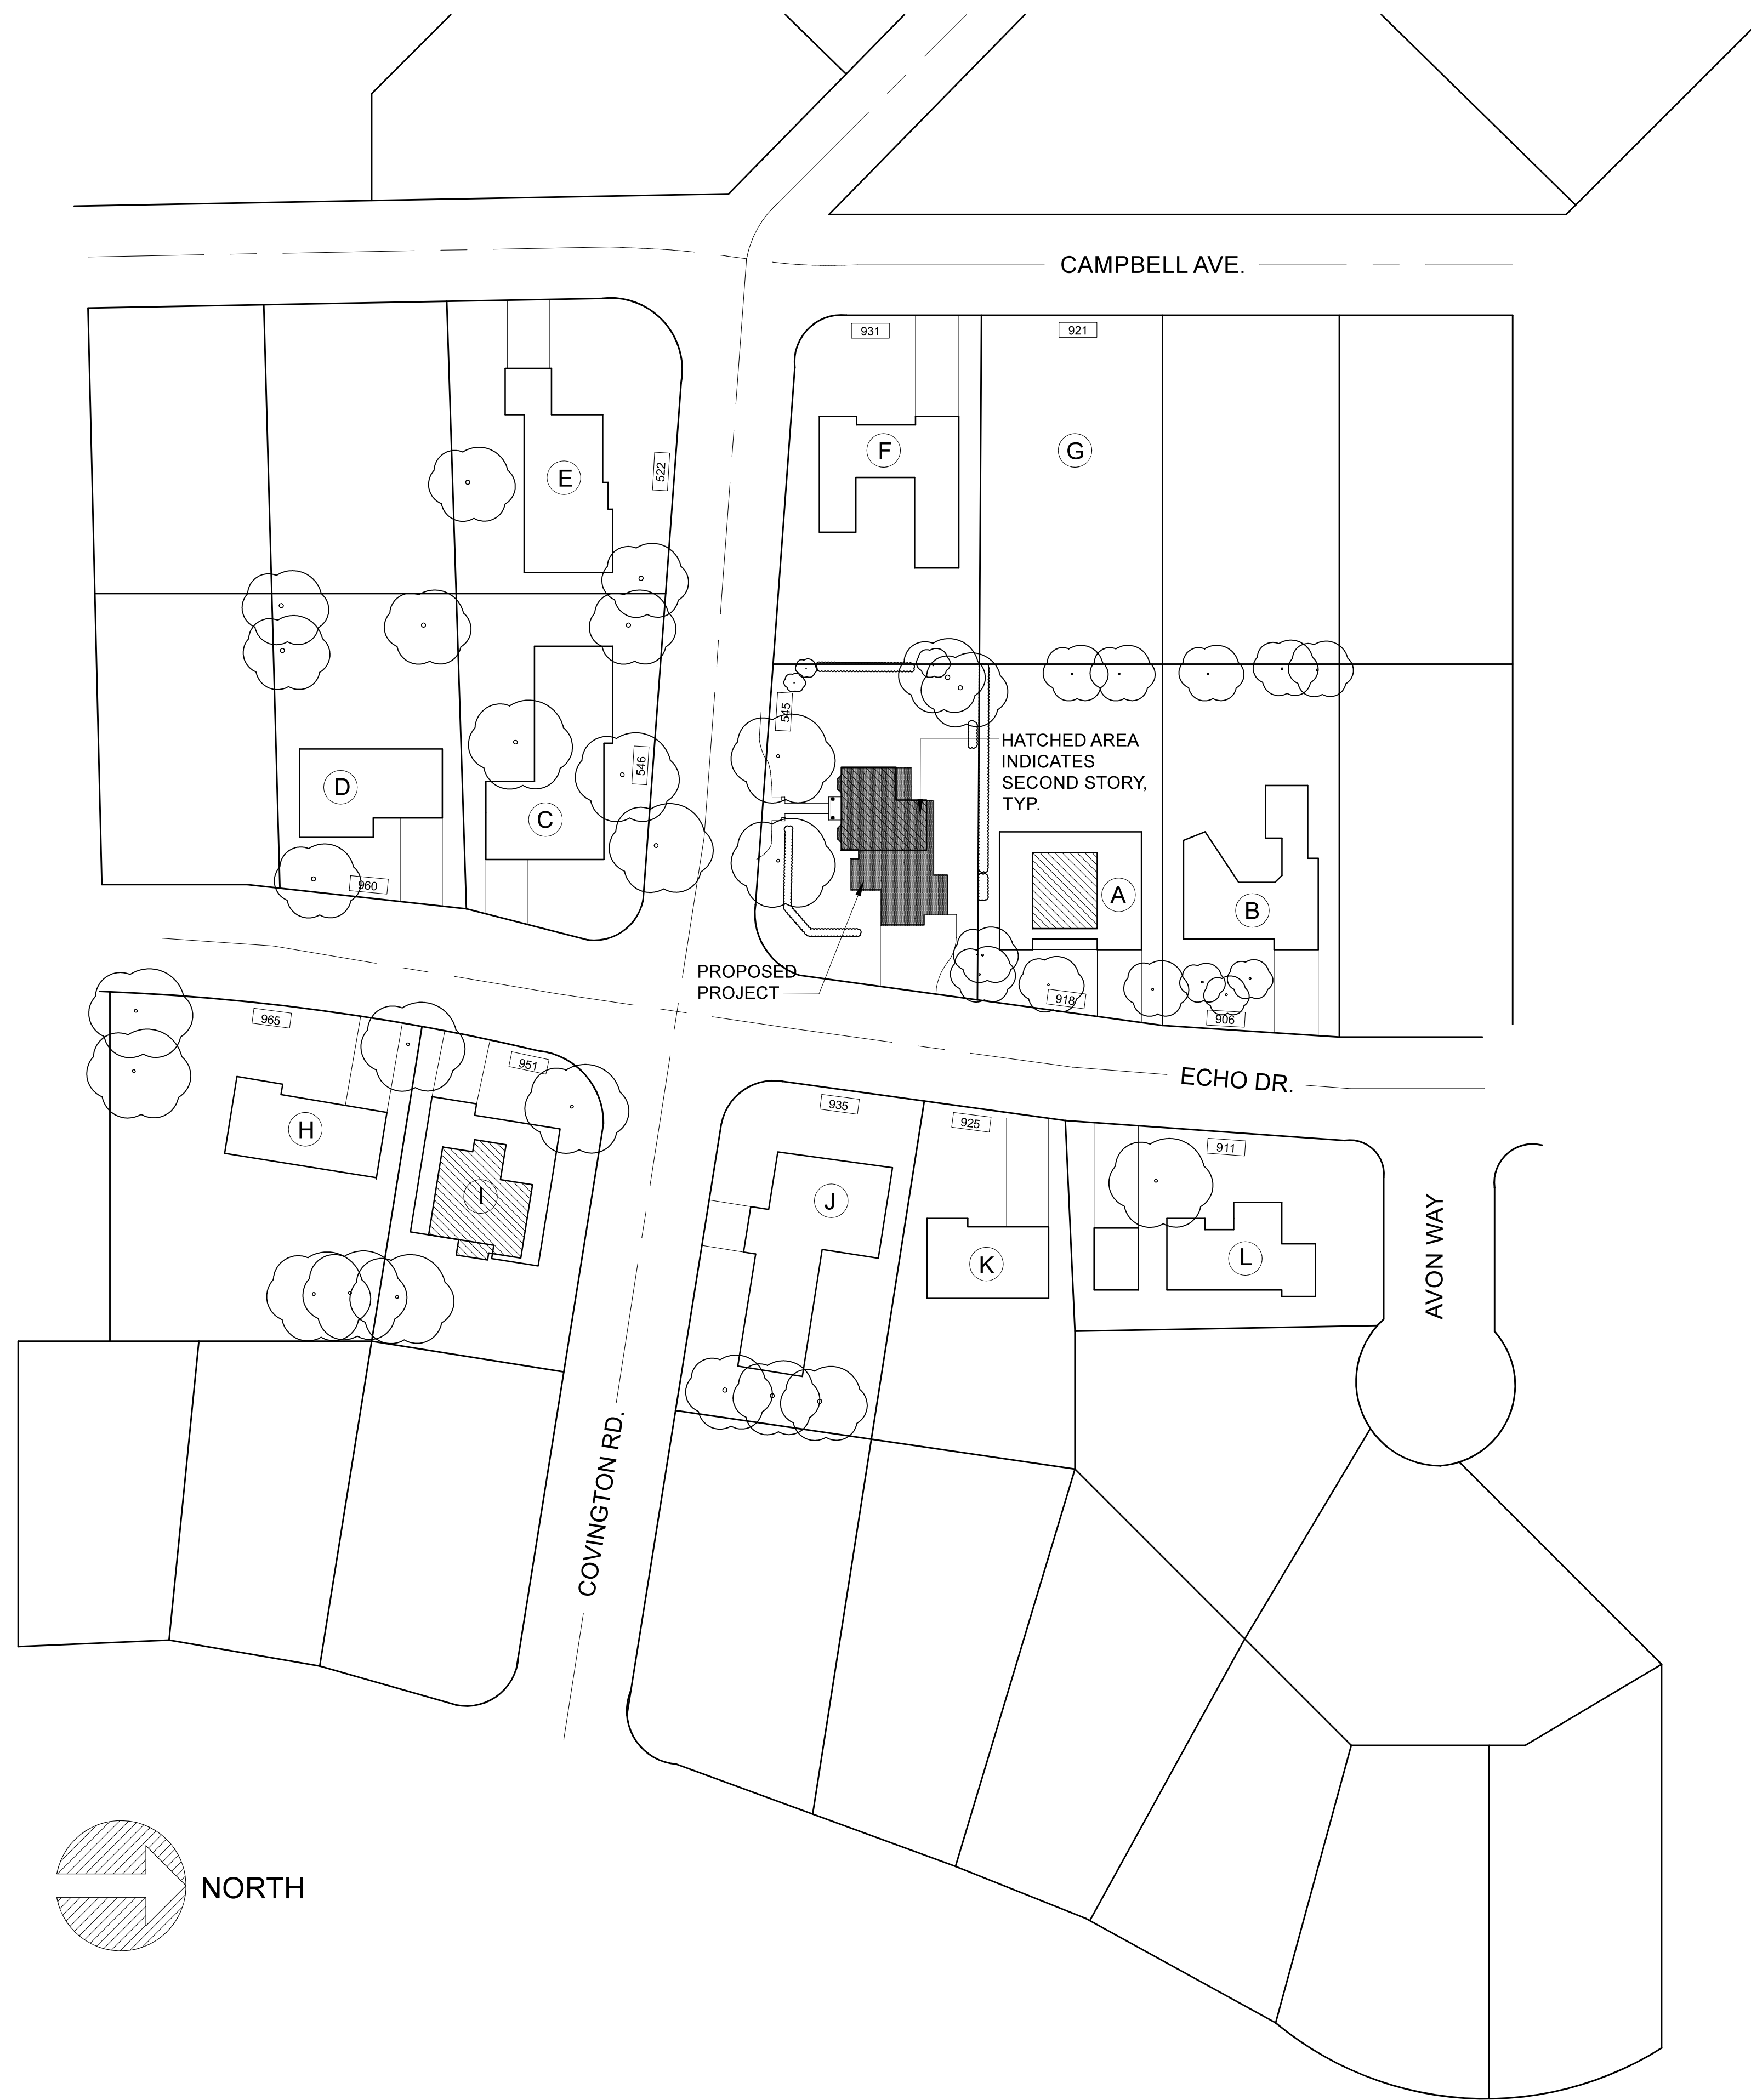 CAMPBELL AVE.
931
921
F
G
E
522
545
HATCHED AREA
INDICATES
SECOND STORY,
TYP.
546
D
C
A
B
960
PROPOSED
PROJECT
918
906
965
951
ECHO DR.
935
925
911
H
I
J
K
L
AVON WAY
COVINGTON RD.
NORTH